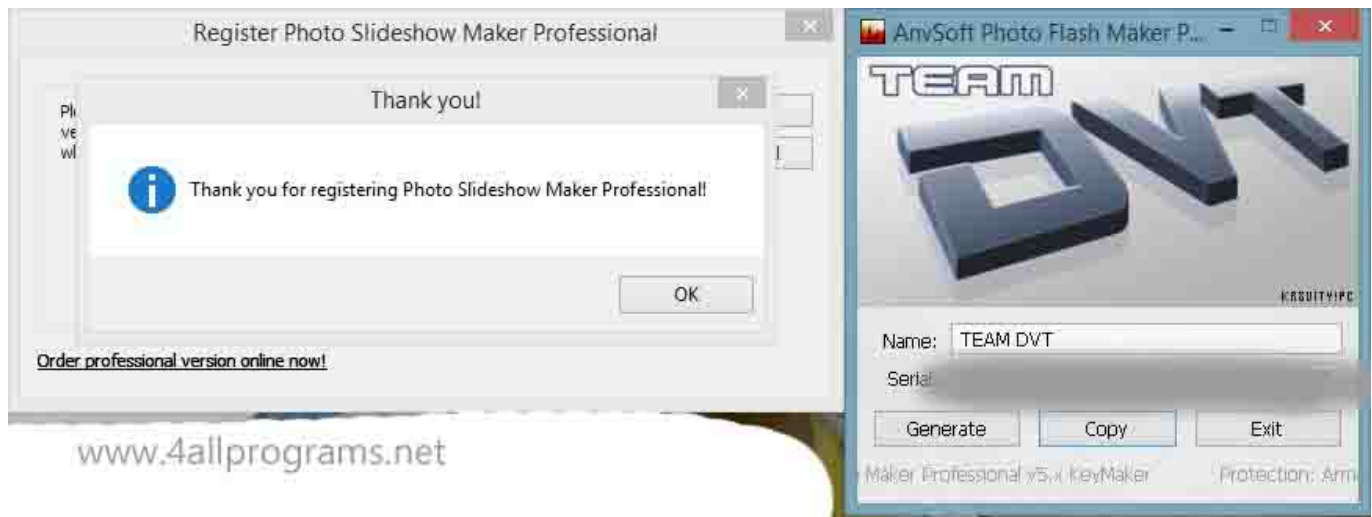 Register Photo Slideshow Maker Professional
Thank you!
Thank you for registering Photo Slideshow Maker Professional!
OK
Order professional version online now!
www.4allprograms.net
AnvSoft Photo Flash Maker P...
TEAM
DVT
Name: TEAM DVT
Serial
Generate Copy Exit
Maker Professional v5.x KeyMaker Protection: Arm